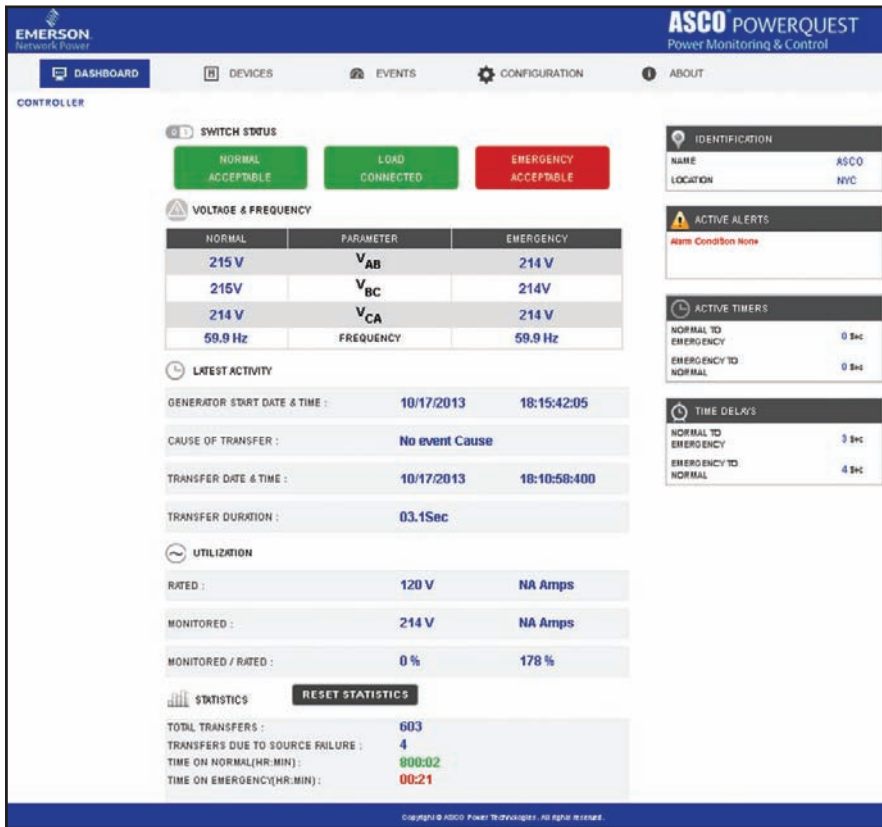 EMERSON
Network Power
ASCO POWERQUEST
Power Monitoring & Control
DASHBOARD DEVICES EVENTS CONFIGURATION ABOUT
CONTROLLER
SWITCH STATUS
NORMAL ACCEPTABLE
LOAD CONNECTED
EMERGENCY ACCEPTABLE
VOLTAGE & FREQUENCY
NORMAL PARAMETER EMERGENCY
215 V VAB 214 V
215V VBC 214V
214 V VCA 214 V
59.9 Hz FREQUENCY 59.9 Hz
LATEST ACTIVITY
GENERATOR START DATE & TIME : 10/17/2013 18:15:42:05
CAUSE OF TRANSFER : No event Cause
TRANSFER DATE & TIME : 10/17/2013 18:10:58:400
TRANSFER DURATION : 03.1Sec
UTILIZATION
RATED : 120 V NA Amps
MONITORED : 214 V NA Amps
MONITORED / RATED : 0 % 178 %
STATISTICS RESET STATISTICS
TOTAL TRANSFERS : 603
TRANSFERS DUE TO SOURCE FAILURE : 4
TIME ON NORMAL(HR:MIN) : 800:02
TIME ON EMERGENCY(HR:MIN) : 00:21
IDENTIFICATION
NAME ASCO
LOCATION NYC
ACTIVE ALERTS
Alarm Condition None
ACTIVE TIMERS
NORMAL TO EMERGENCY 0 Sec
EMERGENCY TO NORMAL 0 Sec
TIME DELAYS
NORMAL TO EMERGENCY 3 Sec
EMERGENCY TO NORMAL 4 Sec
Copyright © ASCO Power Technologies. All rights reserved.